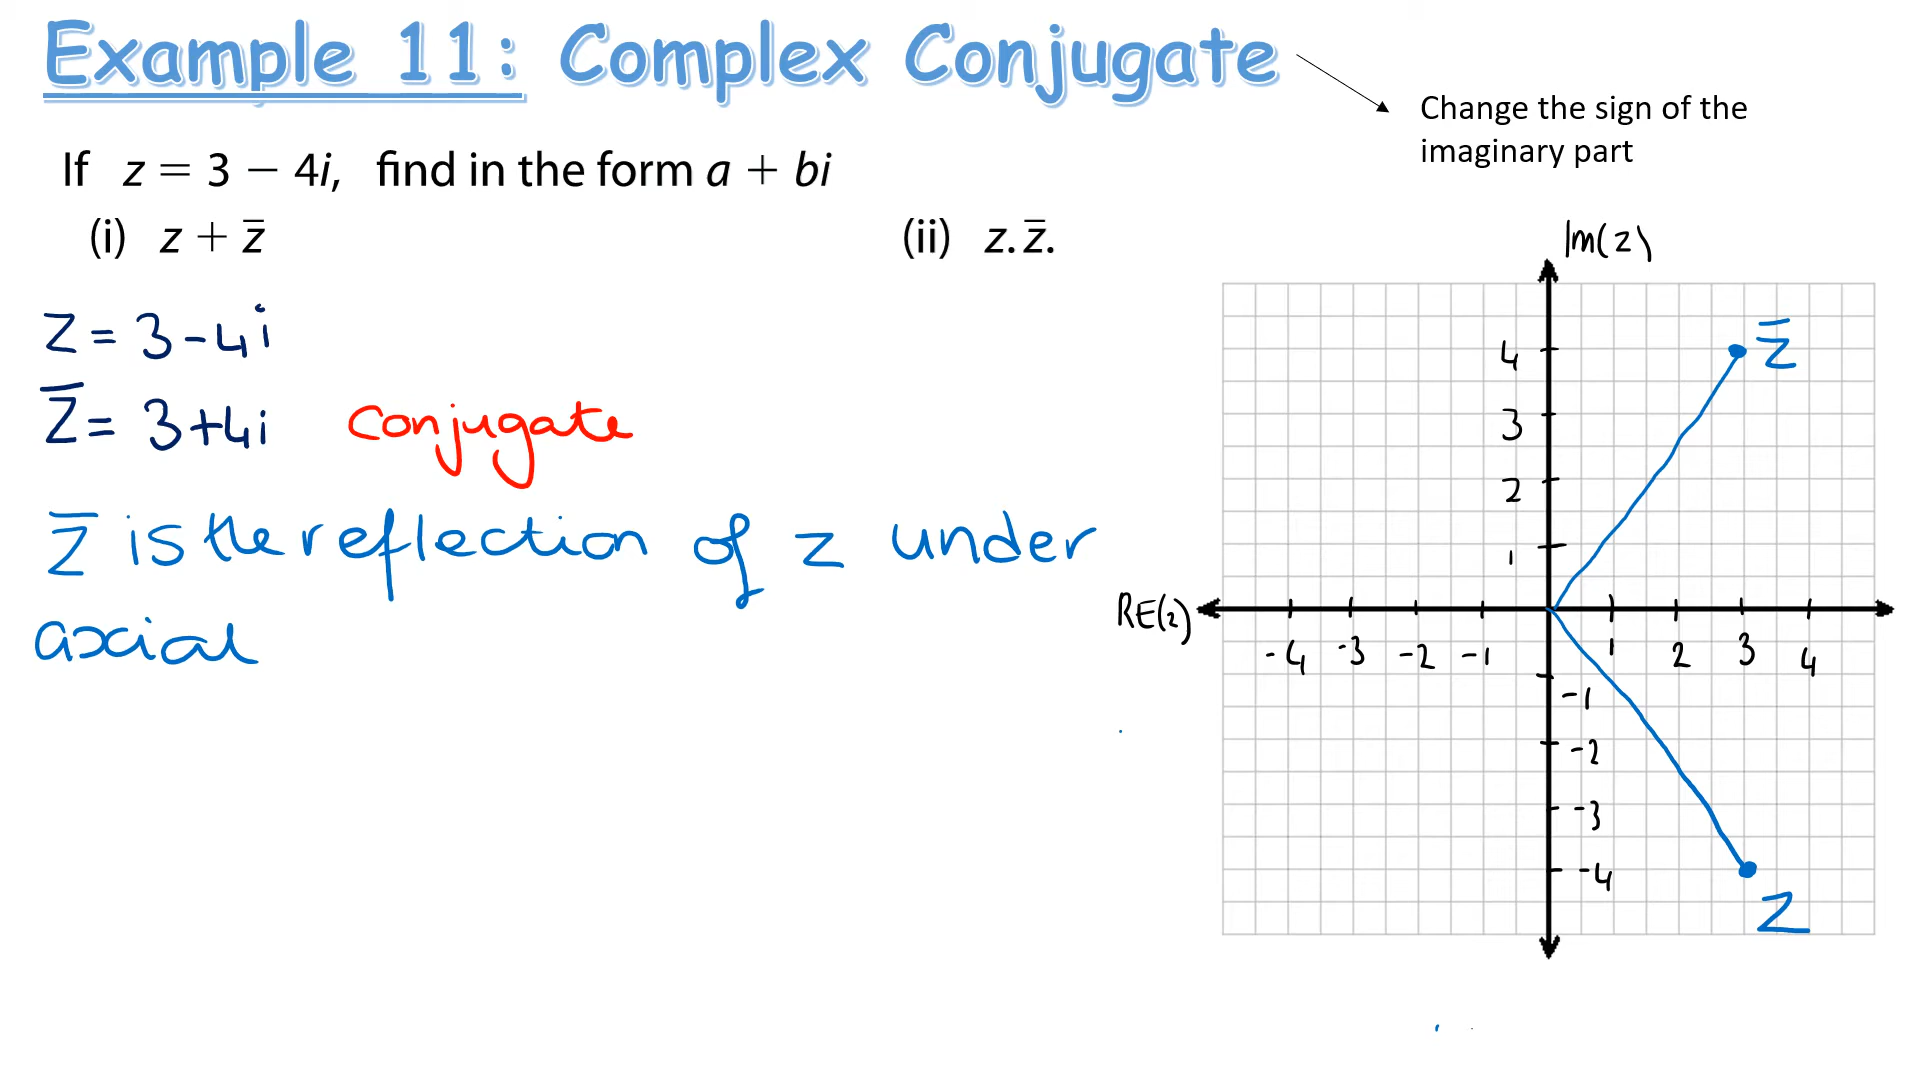 Example 11: Complex Conjugate
Change the sign of the
imaginary part
If z = 3 − 4i, find in the form a + bi
(i) z + z̄
(ii) z.z̄.
z = 3-4i
z̄ = 3+4i conjugate
z̄ is the reflection of z under
axial
Im(z)
z̄
4
3
2
1
RE(z)
-4 -3 -2 -1 1 2 3 4
-1
-2
-3
-4
z